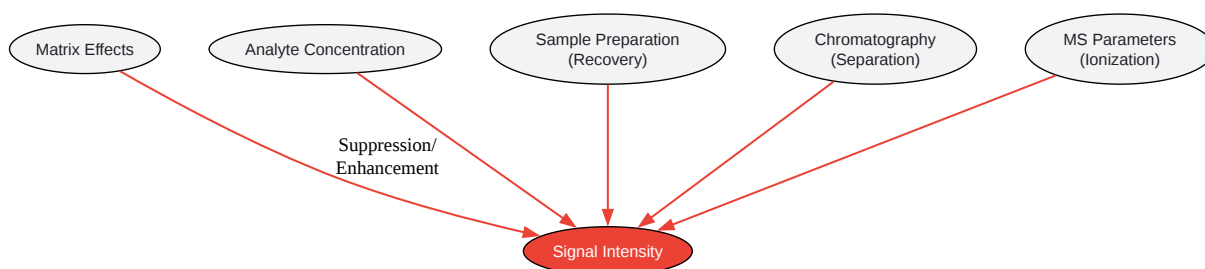 Matrix Effects
Analyte Concentration
Sample Preparation
(Recovery)
Chromatography
(Separation)
MS Parameters
(Ionization)
Suppression/
Enhancement
Signal Intensity